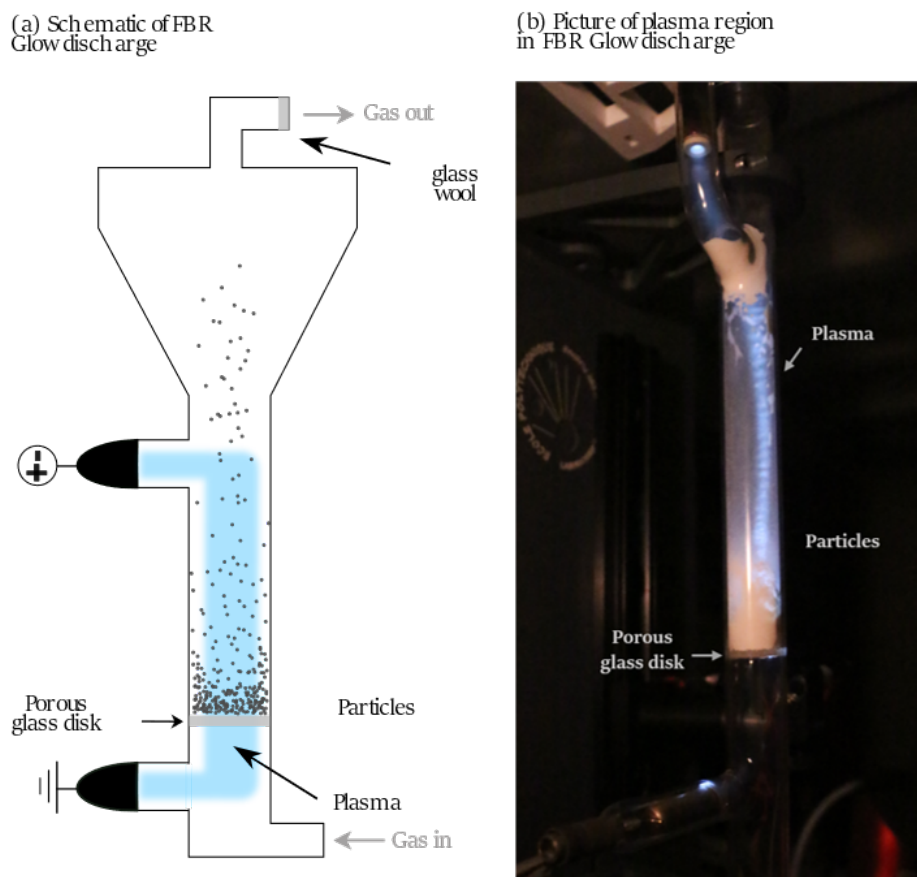 (a) Schematic of FBR
Glow discharge
Gas out
glass
wool
Porous
glass disk
Particles
Plasma
Gas in
(b) Picture of plasma region
in FBR Glow discharge
Plasma
Particles
Porous
glass disk